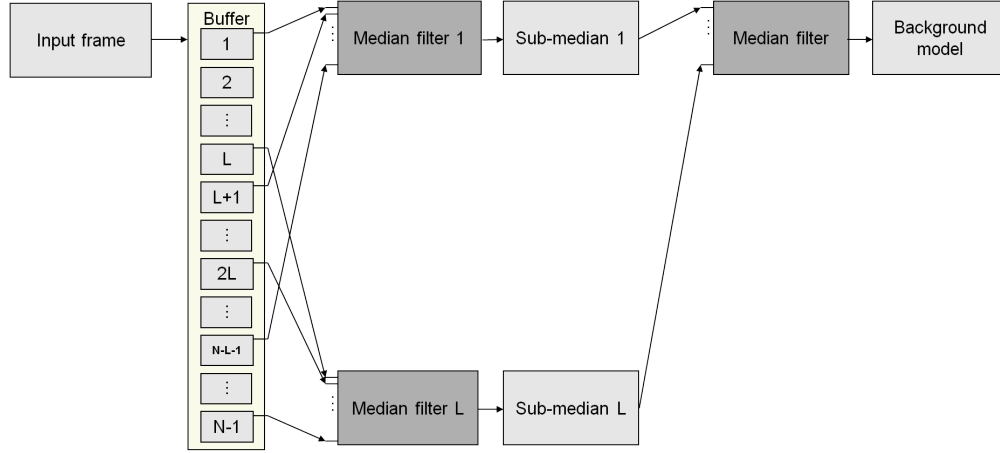 Input frame
Buffer
1
2
⋮
L
L+1
⋮
2L
⋮
N-L-1
⋮
N-1
⋮
Median filter 1
Sub-median 1
⋮
Median filter
Background
model
⋮
Median filter L
Sub-median L